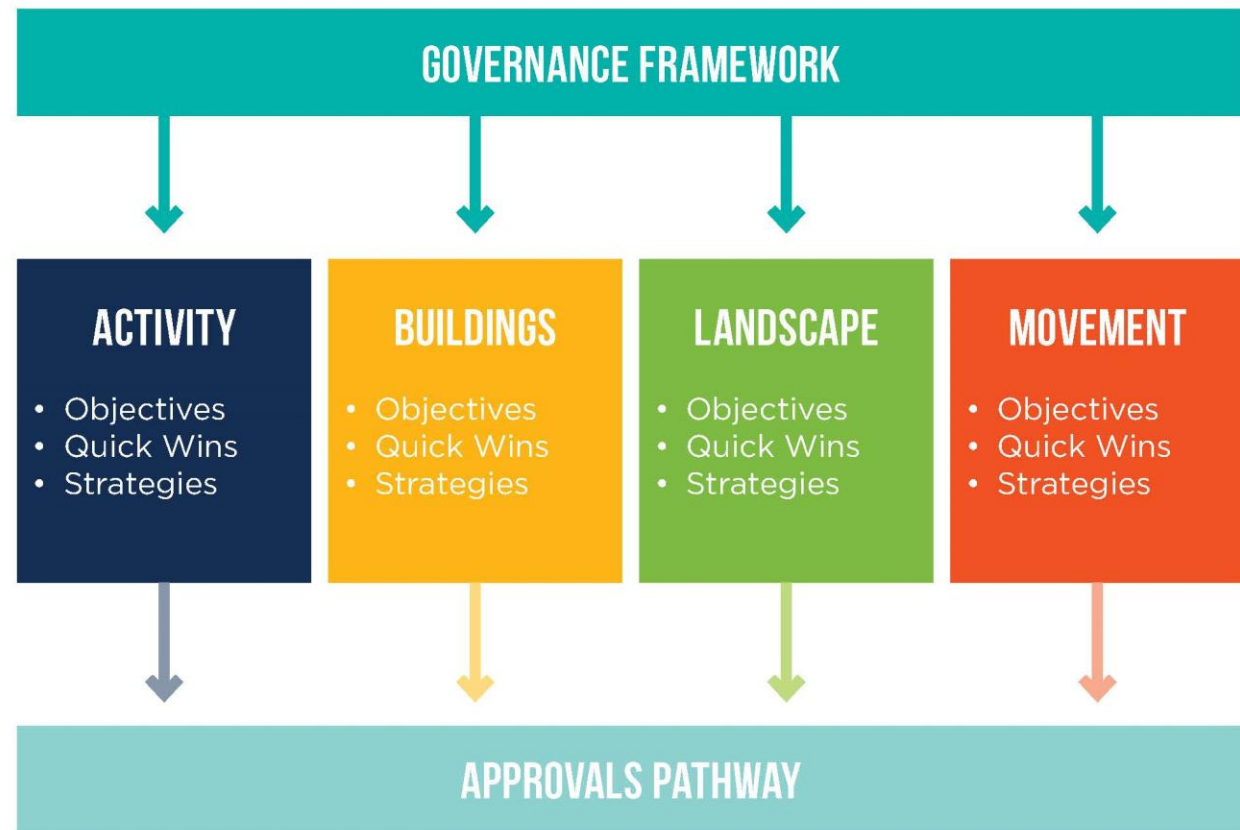 GOVERNANCE FRAMEWORK
ACTIVITY
• Objectives
• Quick Wins
• Strategies
BUILDINGS
• Objectives
• Quick Wins
• Strategies
LANDSCAPE
• Objectives
• Quick Wins
• Strategies
MOVEMENT
• Objectives
• Quick Wins
• Strategies
APPROVALS PATHWAY